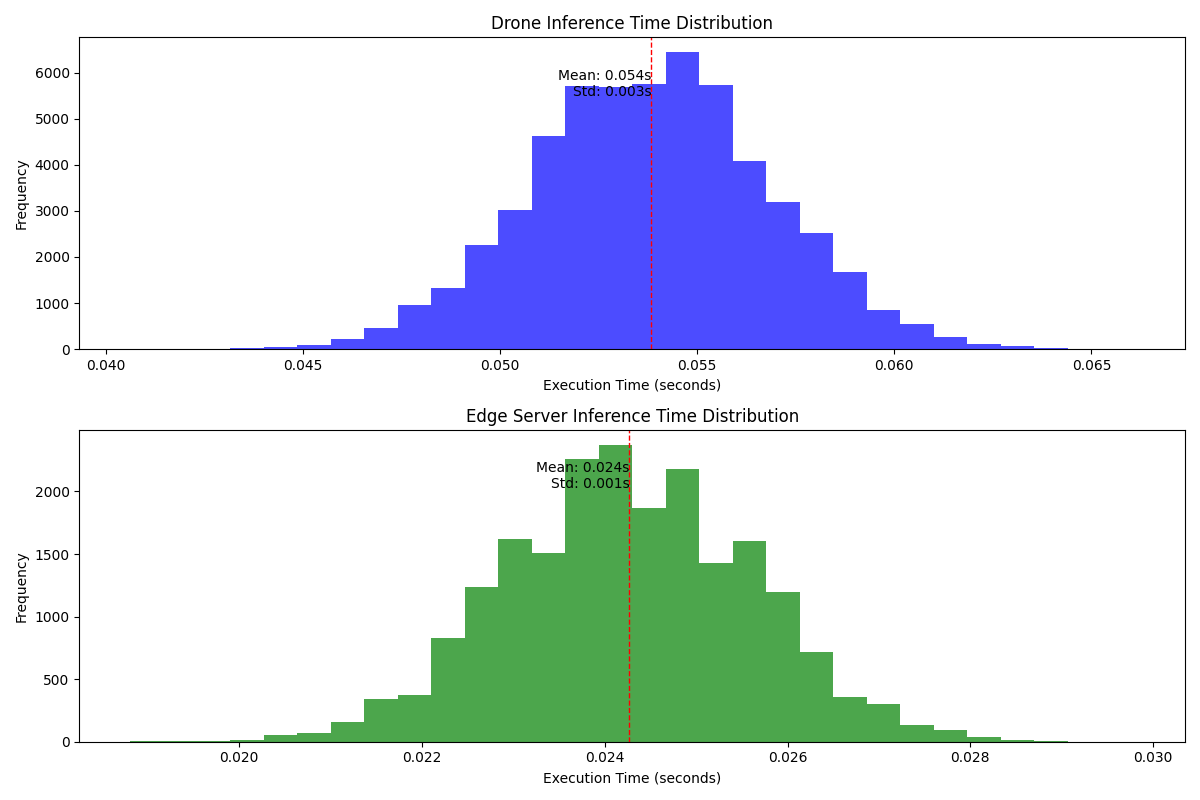 Drone Inference Time Distribution
6000
5000
4000
3000
2000
1000
0
Frequency
Mean: 0.054s
Std: 0.003s
0.040 0.045 0.050 0.055 0.060 0.065
Execution Time (seconds)
Edge Server Inference Time Distribution
2000
1500
1000
500
0
Frequency
Mean: 0.024s
Std: 0.001s
0.020 0.022 0.024 0.026 0.028 0.030
Execution Time (seconds)